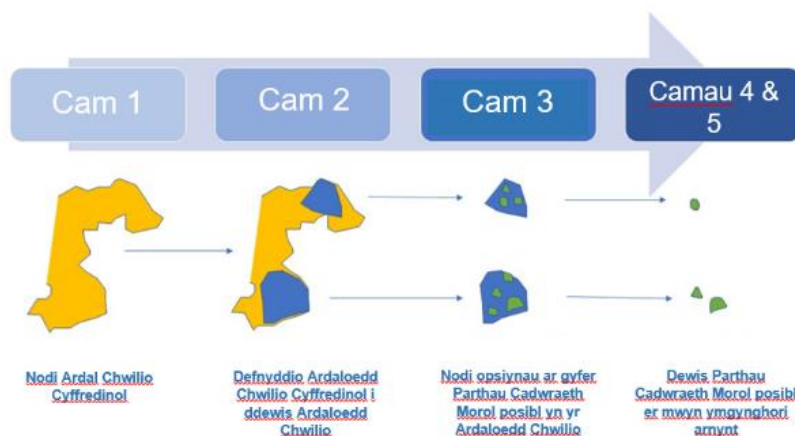 Cam 1
Cam 2
Cam 3
Camau 4 &
5
Nodi Ardal Chwilio
Cyffredinol
Defnyddio Ardaloedd
Chwilio Cyffredinol i
ddewis Ardaloedd
Chwilio
Nodi opsiynau ar gyfer
Parthau Cadwraeth
Morol posibl yn yr
Ardaloedd Chwilio
Dewis Parthau
Cadwraeth Morol posibl
er mwyn ymgynghori
arnynt